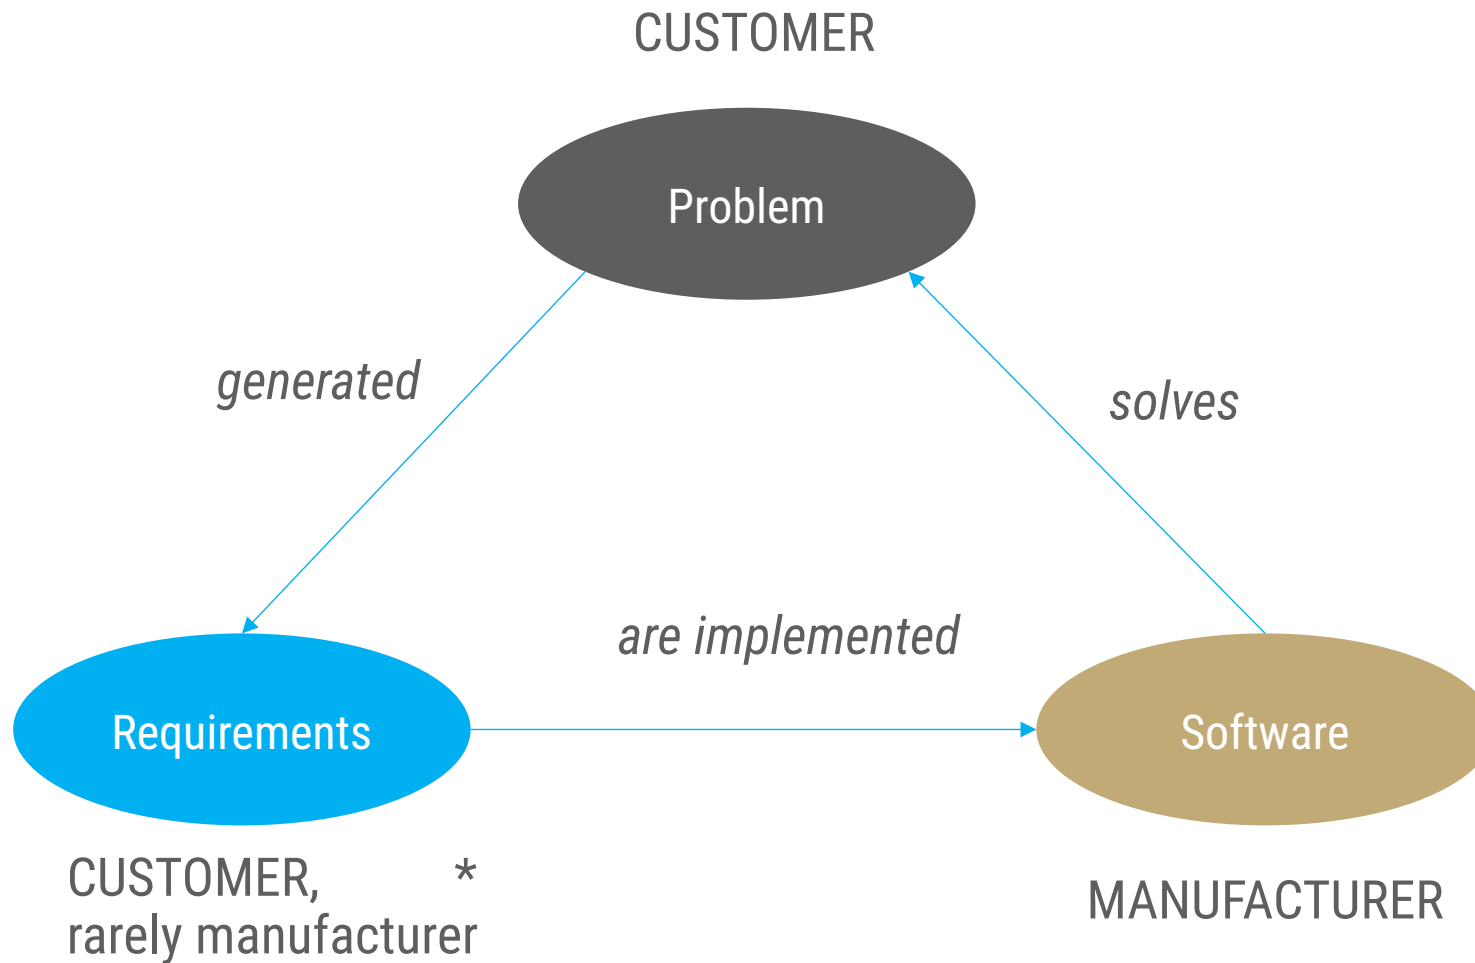 CUSTOMER
Problem
generated
solves
are implemented
Requirements
Software
CUSTOMER, *
rarely manufacturer
MANUFACTURER